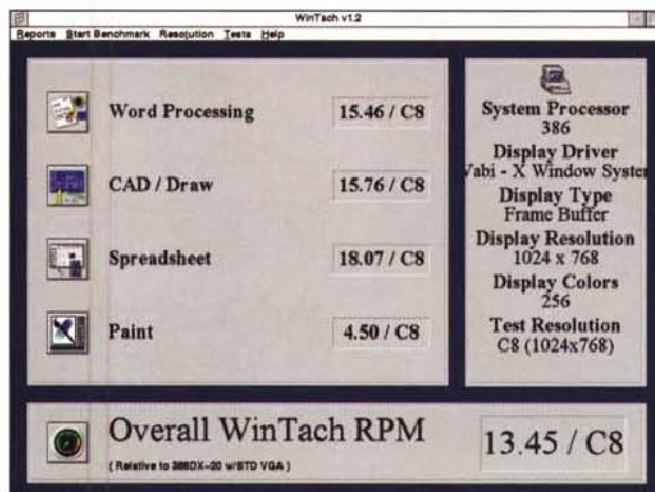 WinTach v1.2
Reports Start Benchmark Resolution Tests Help
Word Processing 15.46 / C8
CAD / Draw 15.76 / C8
Spreadsheet 18.07 / C8
Paint 4.50 / C8
System Processor
386
Display Driver
Vabi - X Window System
Display Type
Frame Buffer
Display Resolution
1024 x 768
Display Colors
256
Test Resolution
C8 (1024x768)
Overall WinTach RPM 13.45 / C8
( Relative to 386DX-20 w/STD VGA )